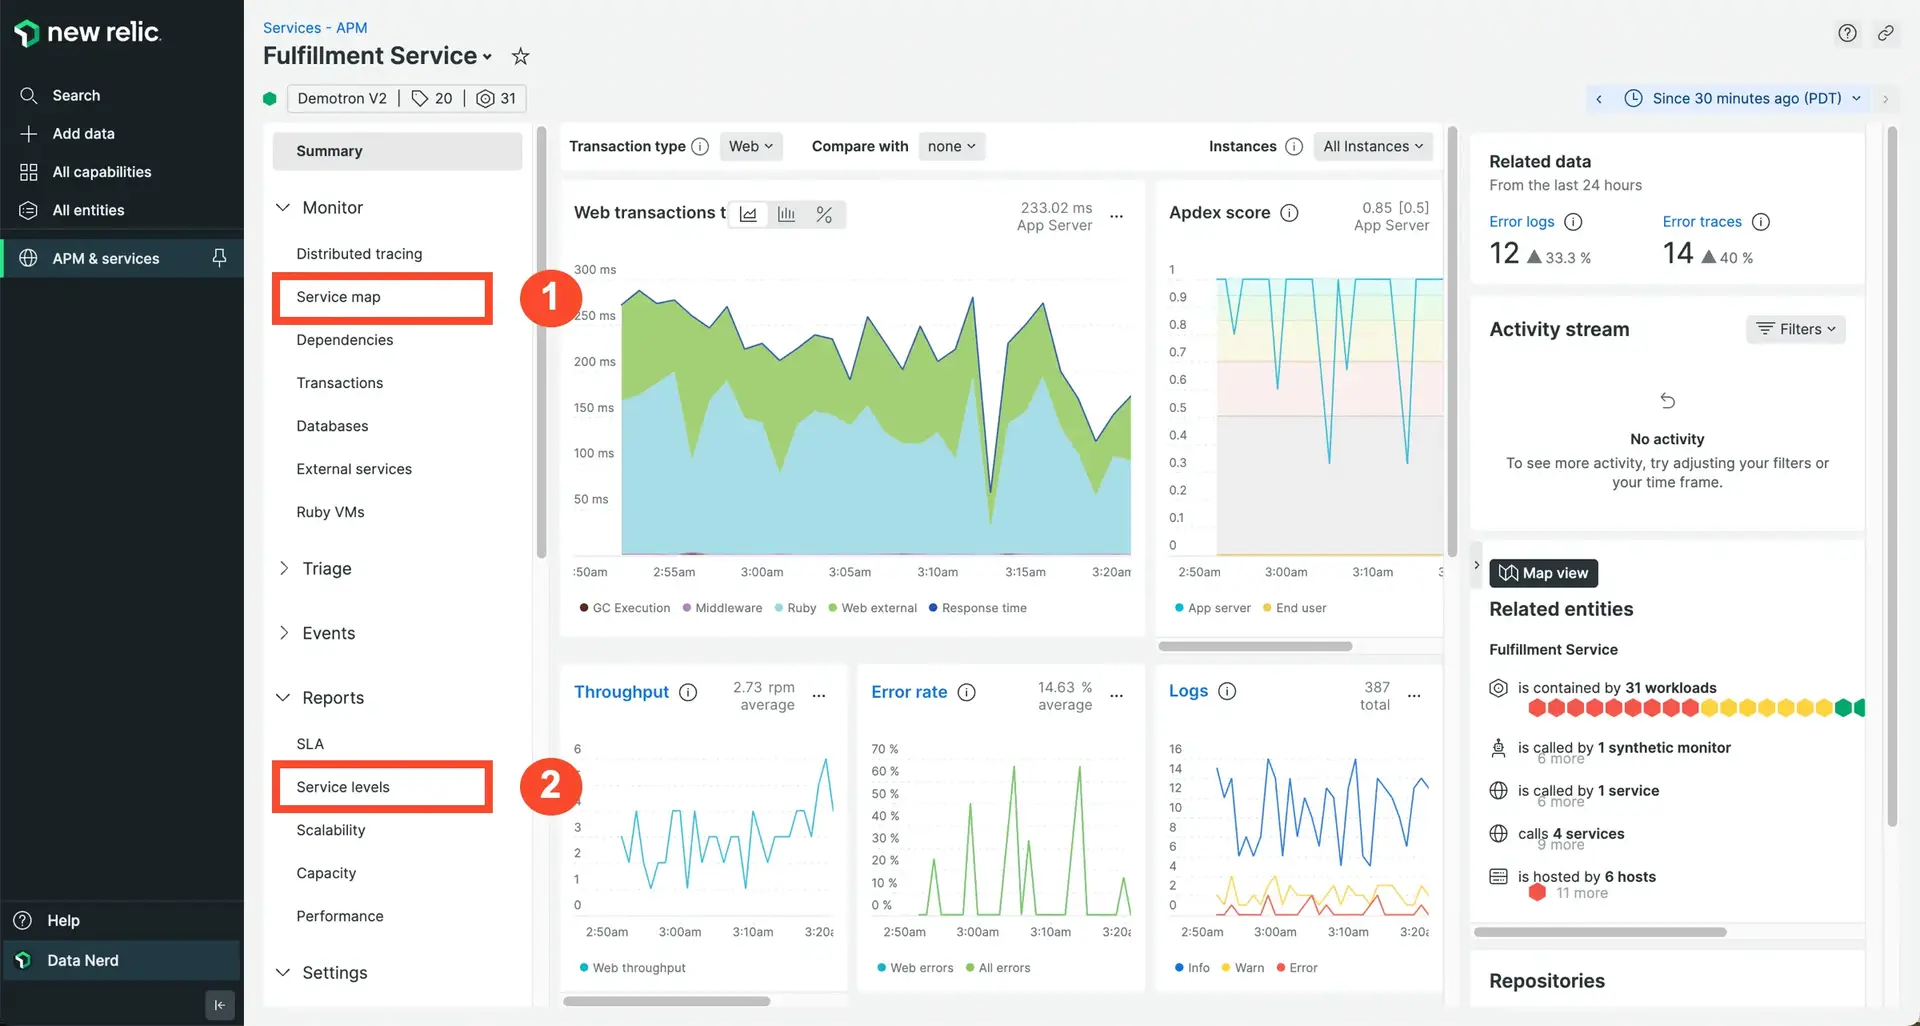 new relic.
Search
Add data
All capabilities
All entities
APM & services
Help
Data Nerd
Services - APM
Fulfillment Service
Demotron V2 | 20 | 31
Since 30 minutes ago (PDT)
Summary
Monitor
Distributed tracing
Service map
Dependencies
Transactions
Databases
External services
Ruby VMs
Triage
Events
Reports
SLA
Service levels
Scalability
Capacity
Performance
Settings
1
2
Transaction type
Web
Compare with
none
Instances
All Instances
Web transactions t
%
233.02 ms
App Server
...
300 ms
250 ms
200 ms
150 ms
100 ms
50 ms
:50am 2:55am 3:00am 3:05am 3:10am 3:15am 3:20am
GC Execution Middleware Ruby Web external Response time
Apdex score
0.85 [0.5]
App Server
1
0.9
0.8
0.7
0.6
0.5
0.4
0.3
0.2
0.1
0
2:50am 3:00am 3:10am 3
App server End user
Throughput
2.73 rpm
average
...
6
4
3
2
1
0
2:50am 3:00am 3:10am 3:20a
Web throughput
Error rate
14.63 %
average
...
70 %
60 %
50 %
40 %
30 %
20 %
10 %
0 %
2:50am 3:00am 3:10am 3:20a
Web errors All errors
Logs
387
total
...
16
14
12
10
8
6
4
2
0
2:50am 3:00am 3:10am 3:20a
Info Warn Error
Related data
From the last 24 hours
Error logs
12 33.3 %
Error traces
14 40 %
Activity stream
Filters
No activity
To see more activity, try adjusting your filters or
your time frame.
Map view
Related entities
Fulfillment Service
is contained by 31 workloads
is called by 1 synthetic monitor
6 more
is called by 1 service
6 more
calls 4 services
9 more
is hosted by 6 hosts
11 more
Repositories